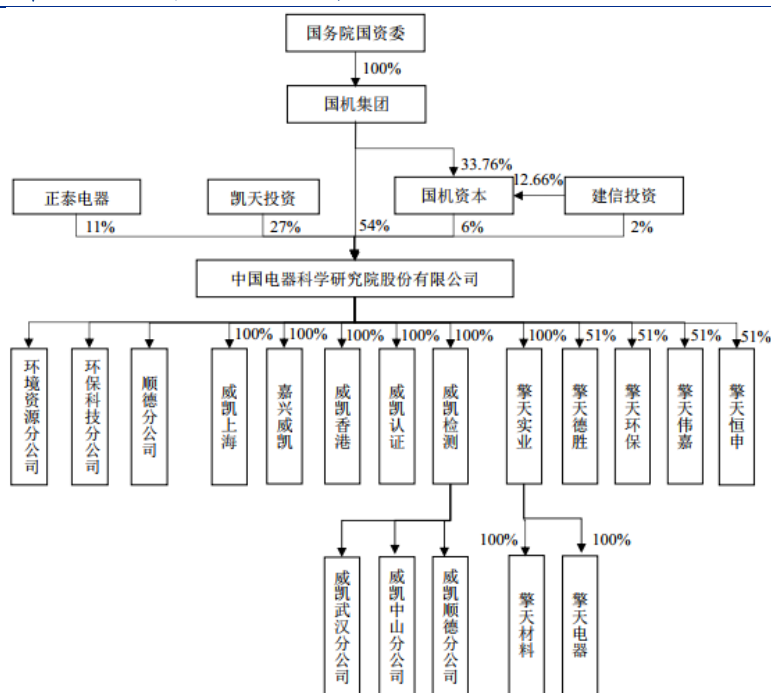 国务院国资委
100%
国机集团
33.76%
正泰电器
凯天投资
国机资本
12.66%
建信投资
11%
27%
54%
6%
2%
中国电器科学研究院股份有限公司
100%
100%
100%
100%
100%
100%
51%
51%
51%
51%
环境资源分公司
环保科技分公司
顺德分公司
威凯上海
嘉兴威凯
威凯香港
威凯认证
威凯检测
擎天实业
擎天德胜
擎天环保
擎天伟嘉
擎天恒申
100%
100%
威凯武汉分公司
威凯中山分公司
威凯顺德分公司
擎天材料
擎天电器